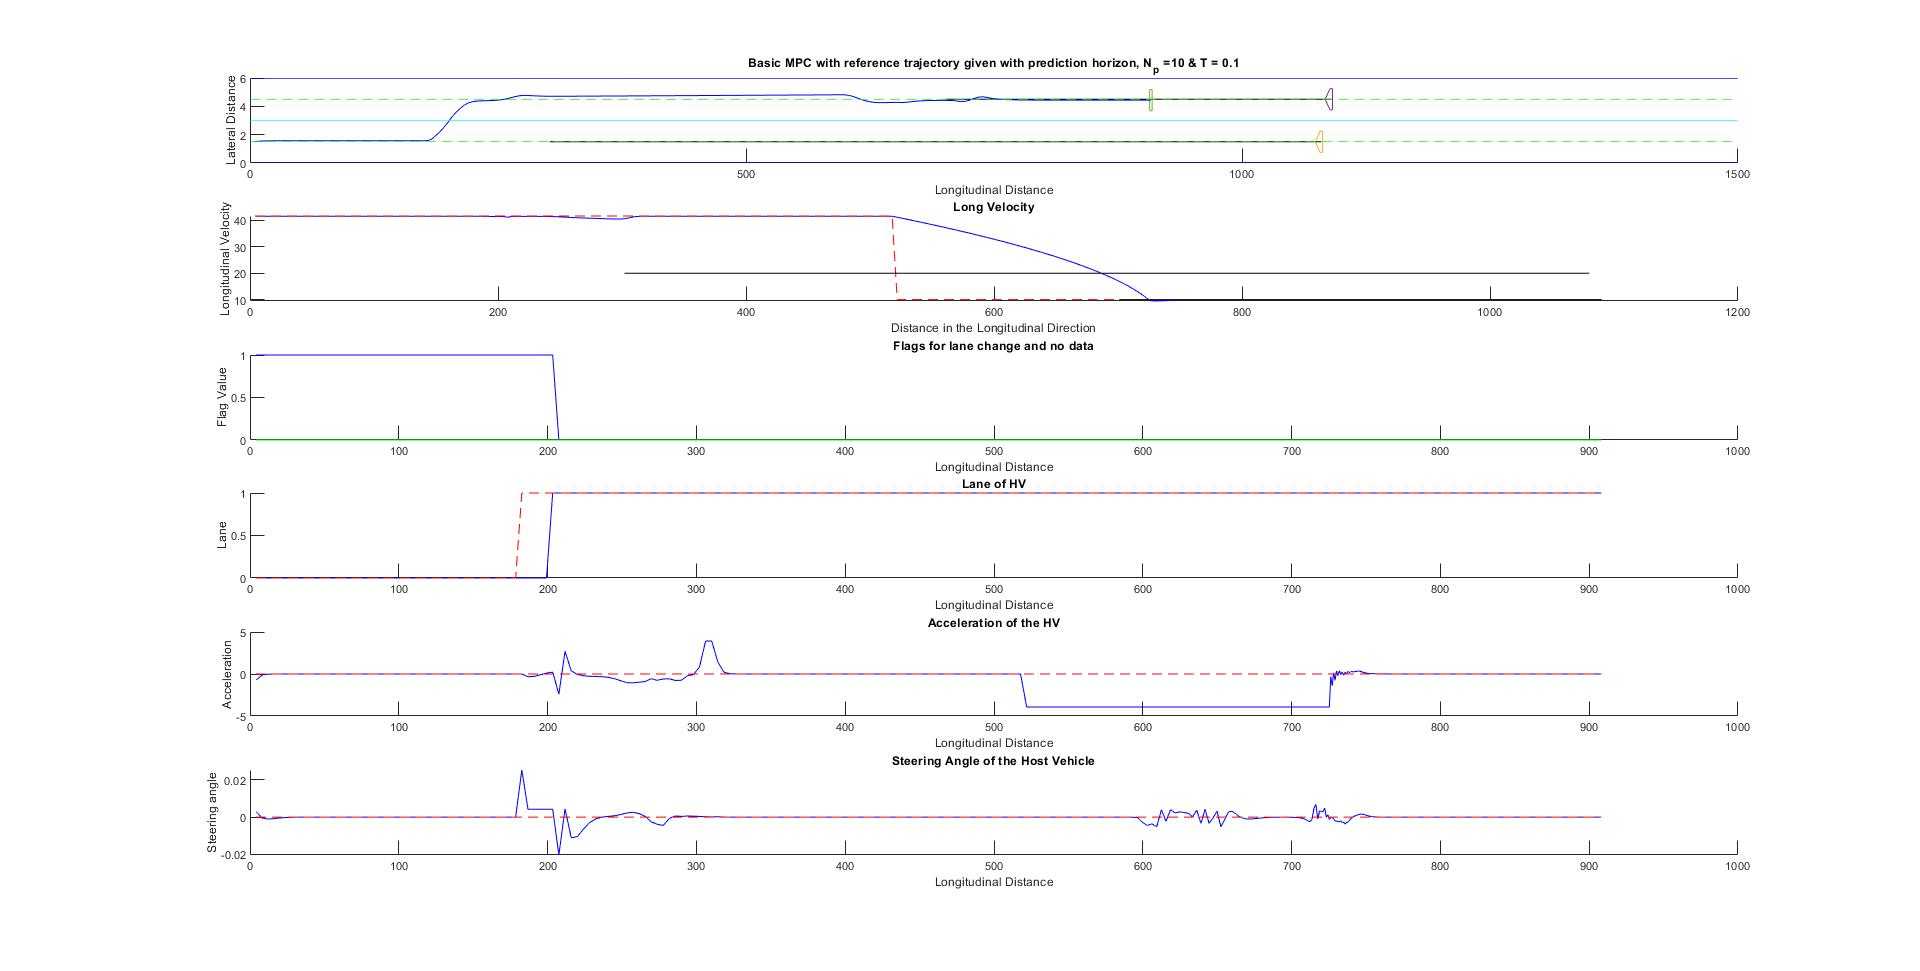 Basic MPC with reference trajectory given with prediction horizon, Np =10 & T = 0.1
Lateral Distance
6
4
2
0
0 500 1000 1500
Longitudinal Distance
Long Velocity
Longitudinal Velocity
40
30
20
10
0 200 400 600 800 1000 1200
Distance in the Longitudinal Direction
Flags for lane change and no data
Flag Value
1
0.5
0
0 100 200 300 400 500 600 700 800 900 1000
Longitudinal Distance
Lane of HV
Lane
1
0.5
0
0 100 200 300 400 500 600 700 800 900 1000
Longitudinal Distance
Acceleration of the HV
Acceleration
5
0
-5
0 100 200 300 400 500 600 700 800 900 1000
Longitudinal Distance
Steering Angle of the Host Vehicle
Steering angle
0.02
0
-0.02
0 100 200 300 400 500 600 700 800 900 1000
Longitudinal Distance